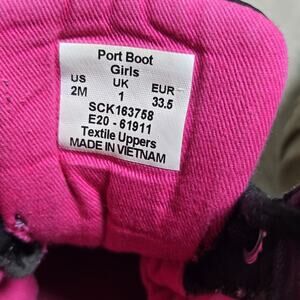 Port Boot
Girls
US UK EUR
2M 1 33.5
SCK163758
E20 - 61911
Textile Uppers
MADE IN VIETNAM